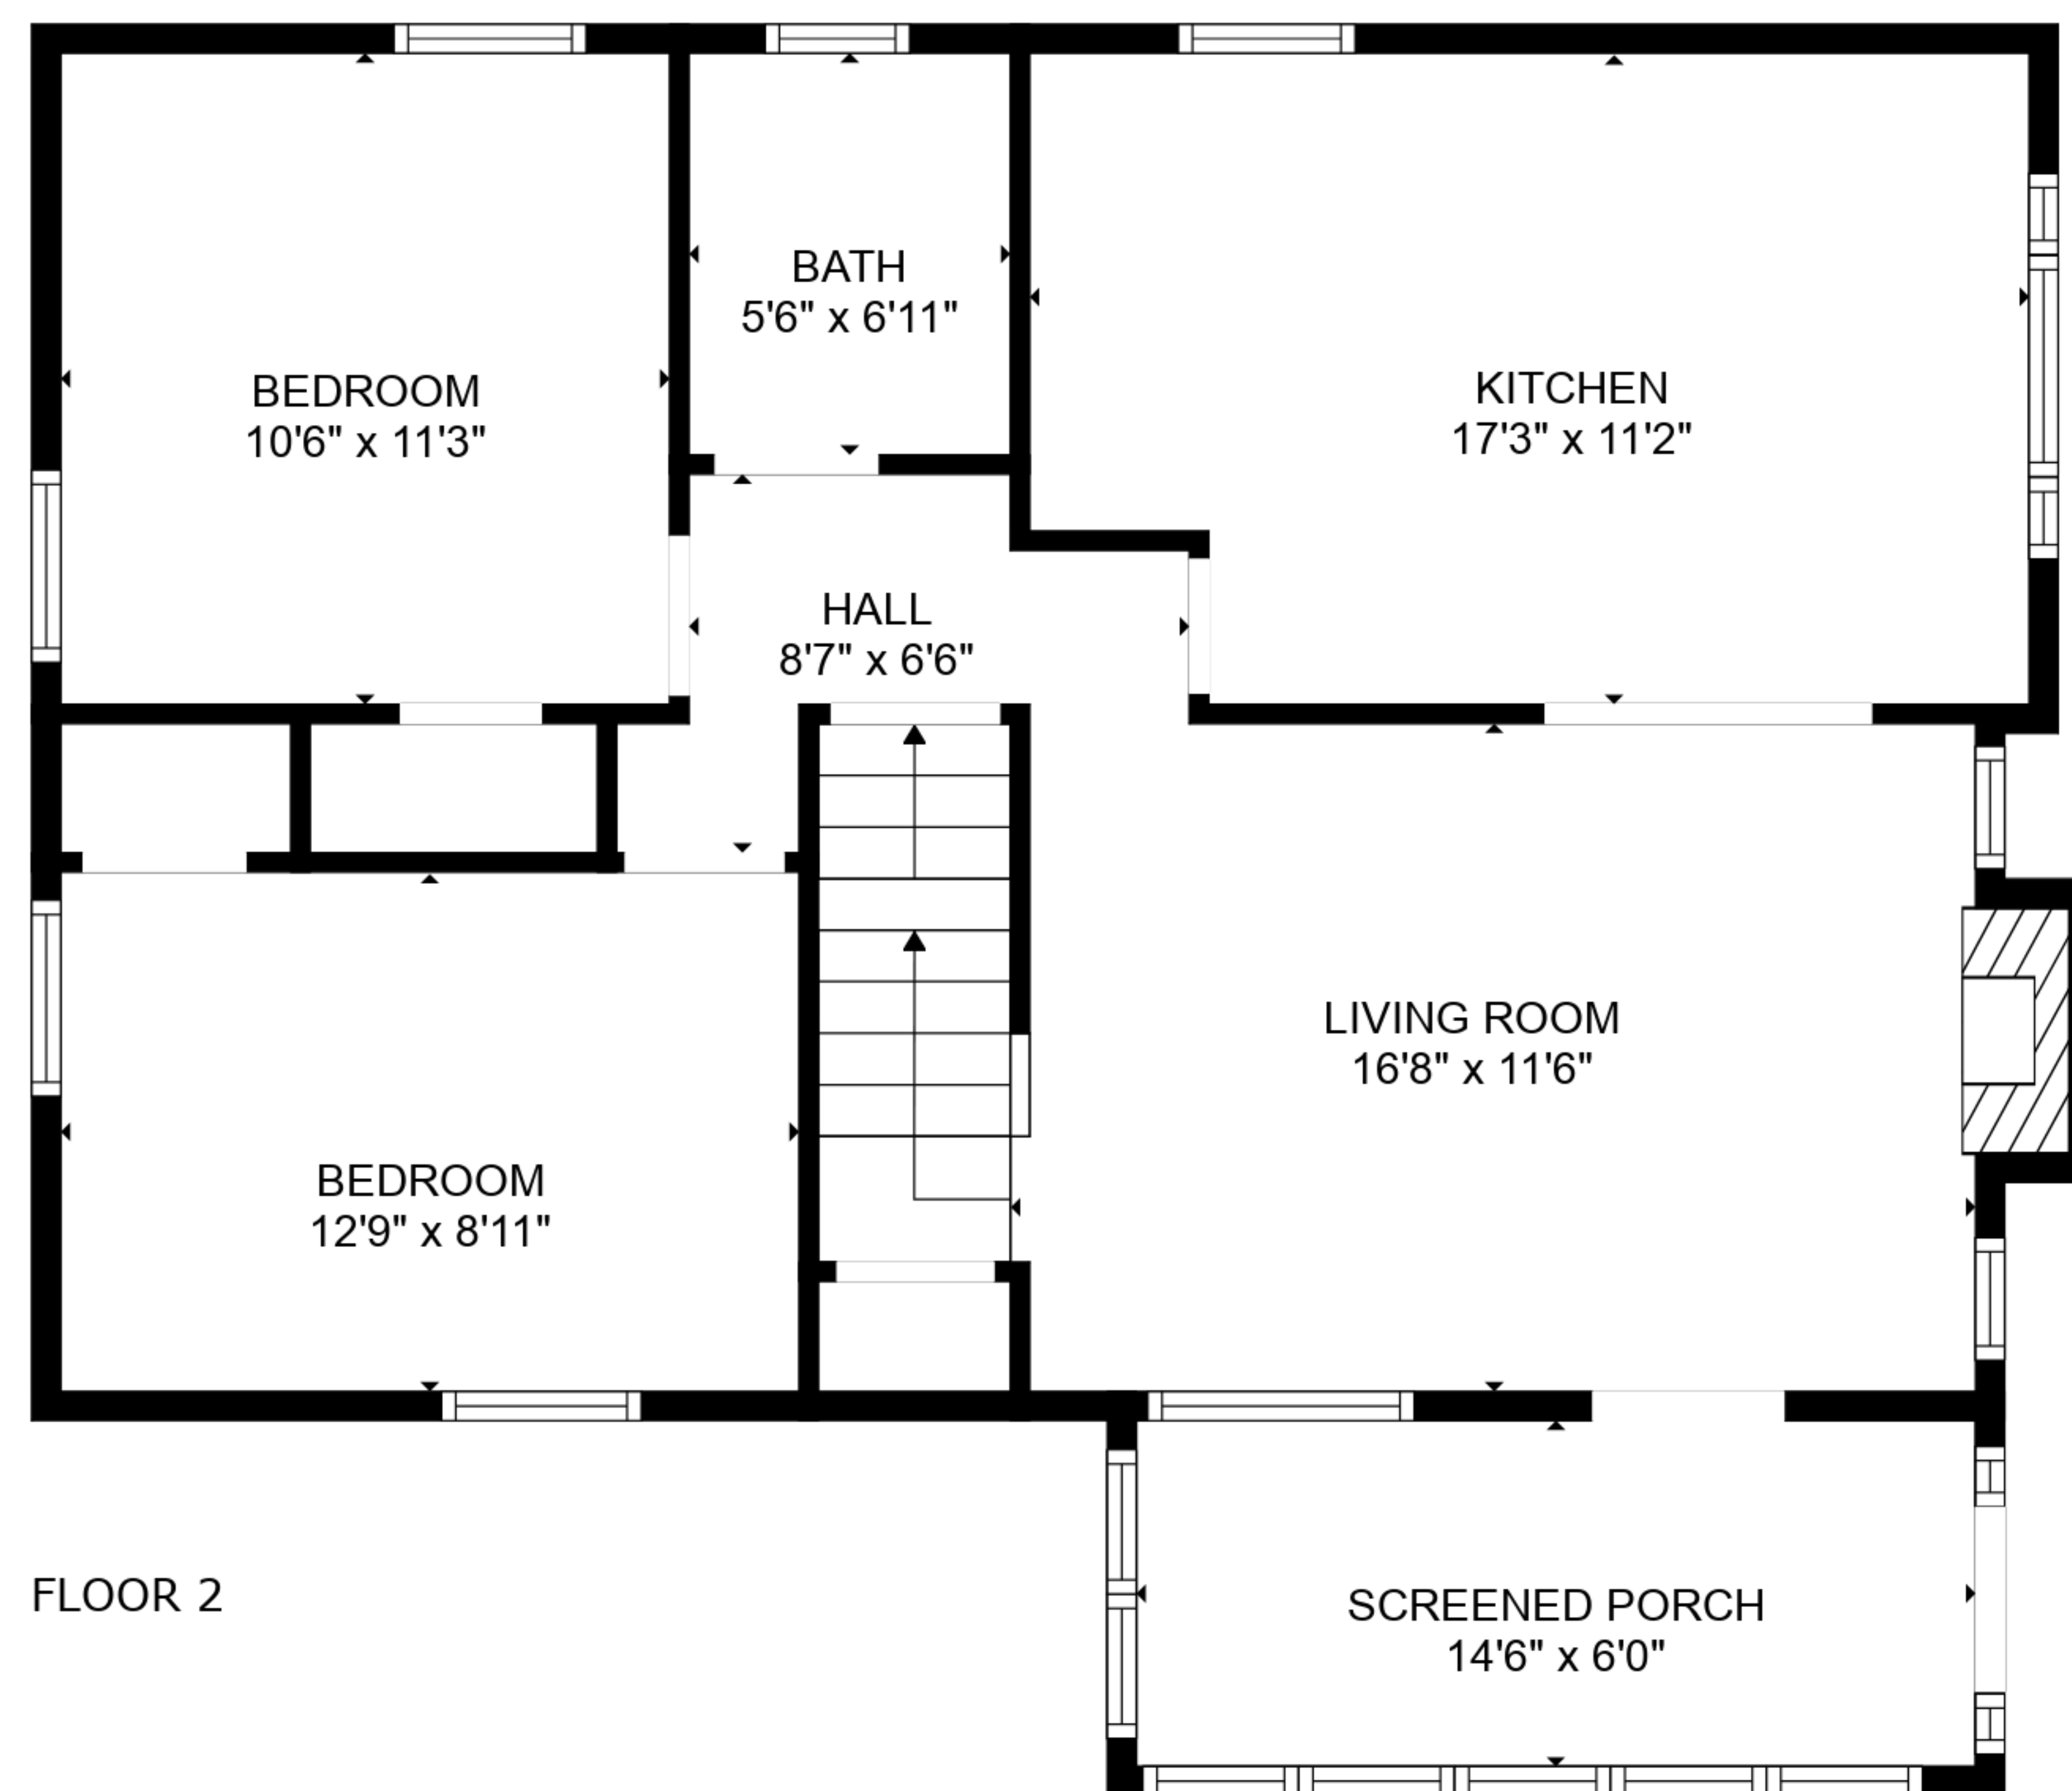 BATH
5'6" x 6'11"
BEDROOM
10'6" x 11'3"
KITCHEN
17'3" x 11'2"
HALL
8'7" x 6'6"
LIVING ROOM
16'8" x 11'6"
BEDROOM
12'9" x 8'11"
FLOOR 2
SCREENED PORCH
14'6" x 6'0"